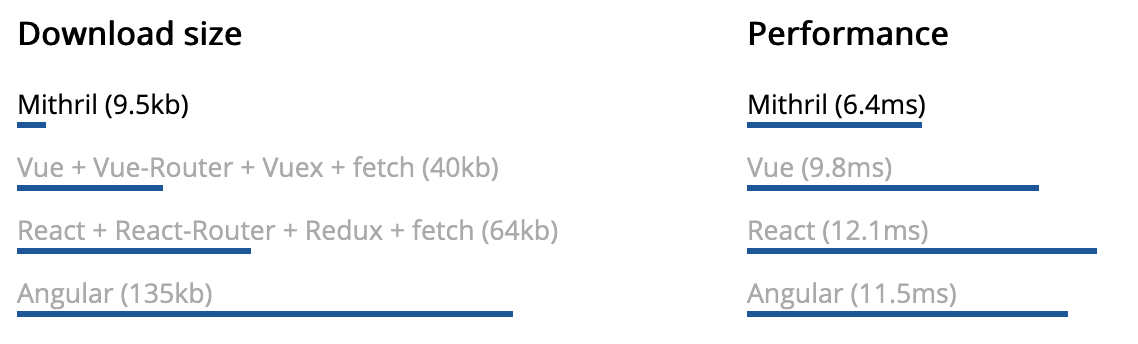 Download size
Mithril (9.5kb)
Vue + Vue-Router + Vuex + fetch (40kb)
React + React-Router + Redux + fetch (64kb)
Angular (135kb)
Performance
Mithril (6.4ms)
Vue (9.8ms)
React (12.1ms)
Angular (11.5ms)